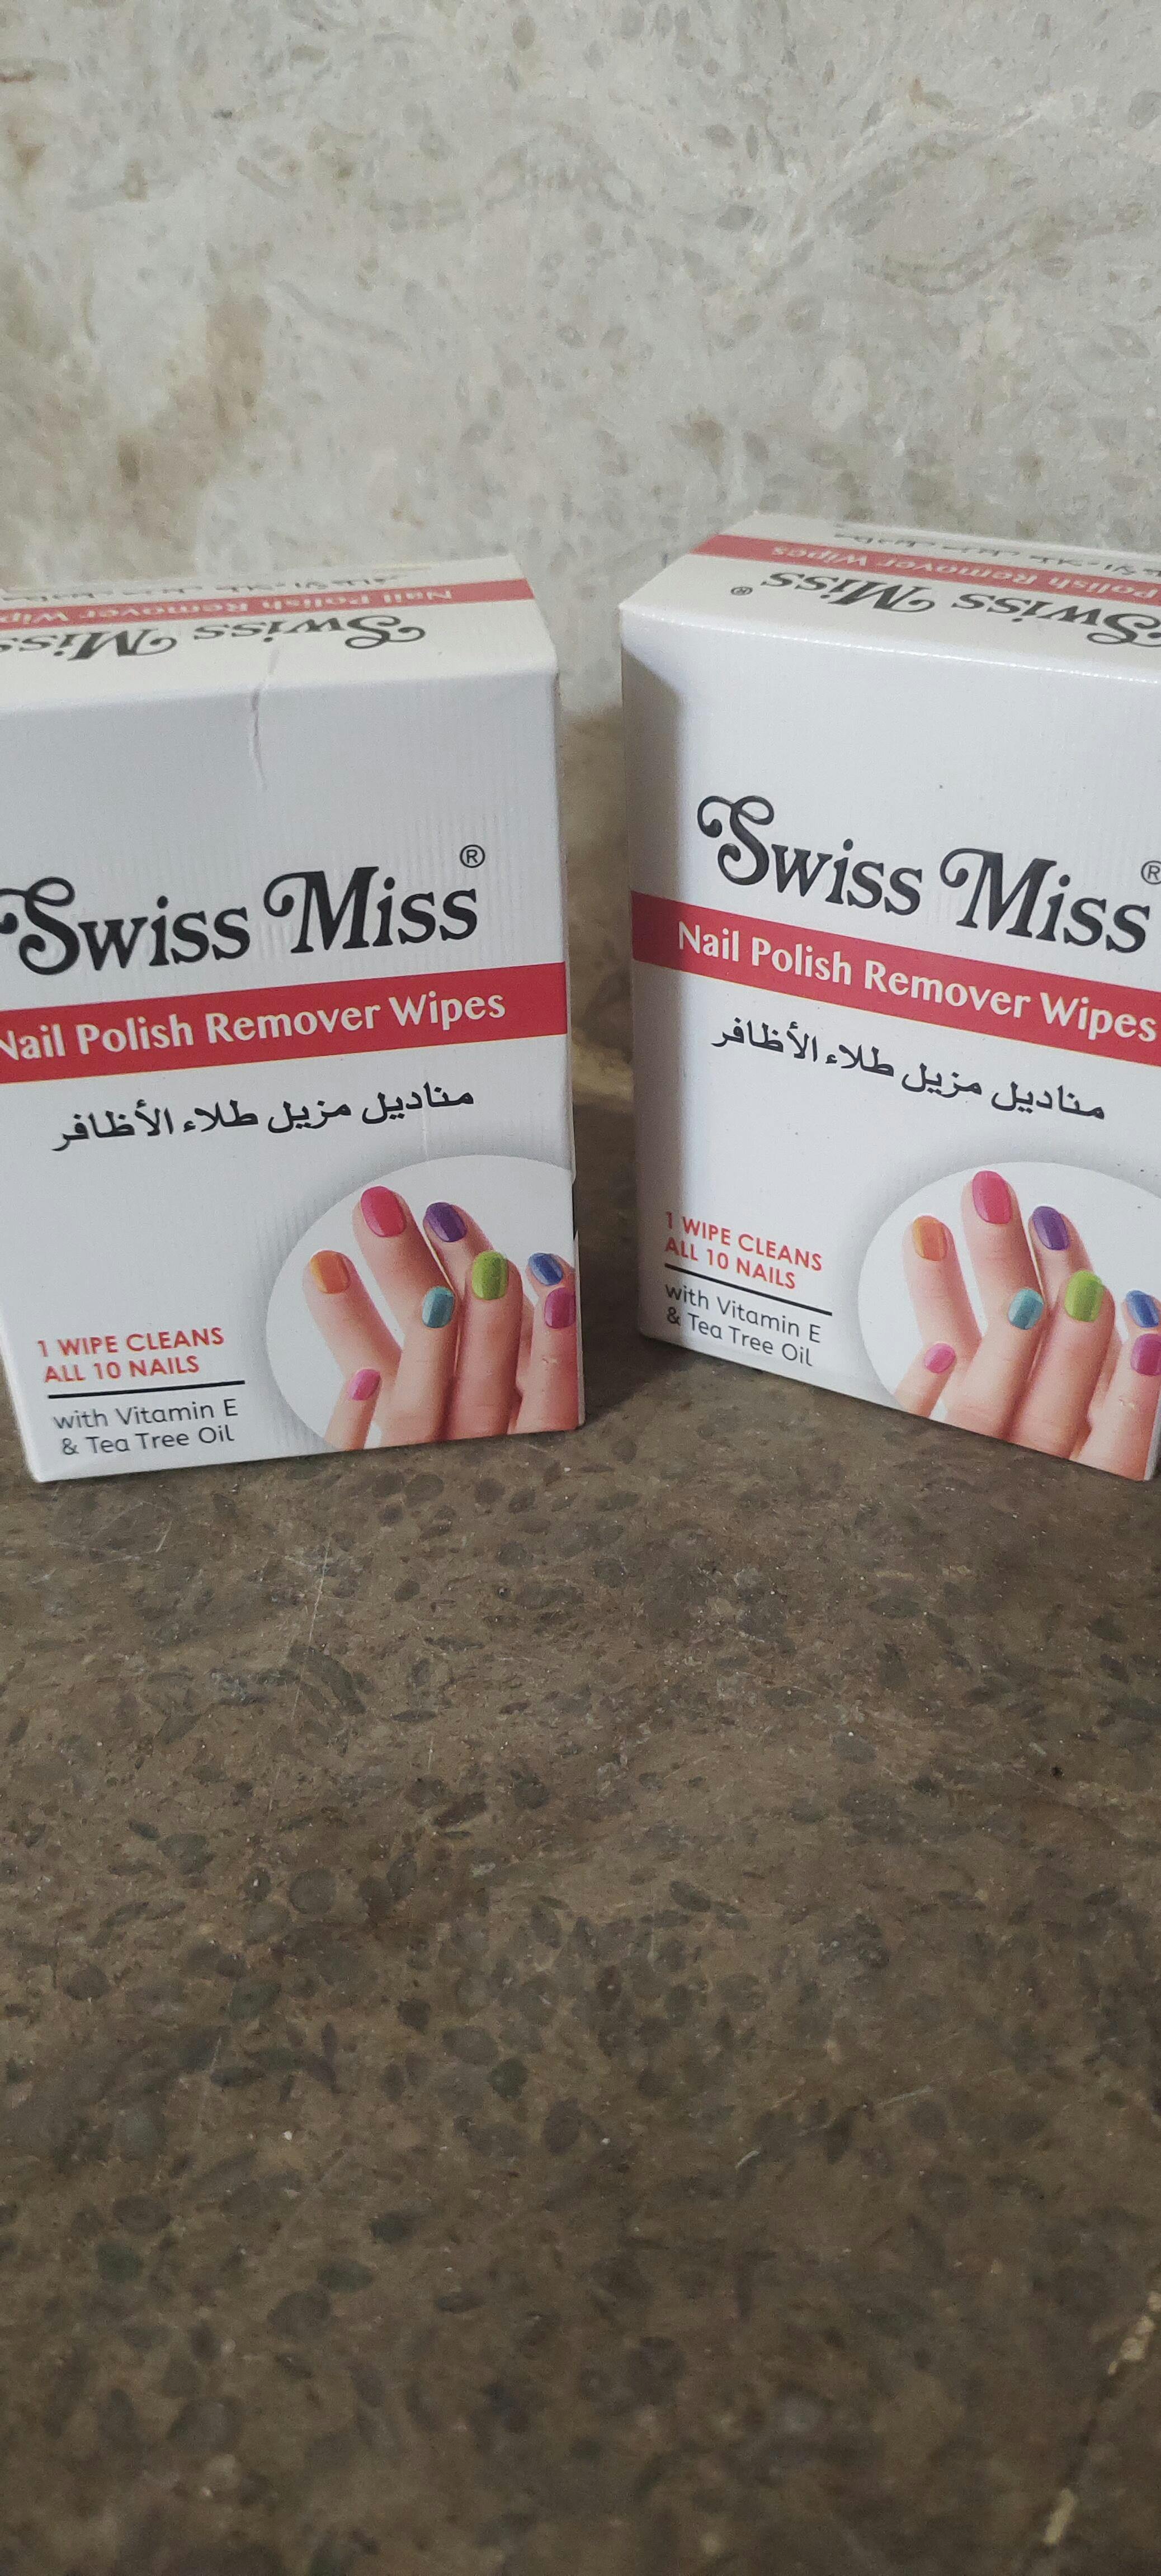 Swiss Miss®
Nail Polish Remover Wipes
Swiss Miss®
Nail Polish Remover Wipes
مناديل مزيل طلاء الأظافر
1 WIPE CLEANS
ALL 10 NAILS
with Vitamin E
& Tea Tree Oil
Swiss Miss®
Nail Polish Remover Wipes
Swiss Miss®
Nail Polish Remover Wipes
مناديل مزيل طلاء الأظافر
1 WIPE CLEANS
ALL 10 NAILS
with Vitamin E
& Tea Tree Oil